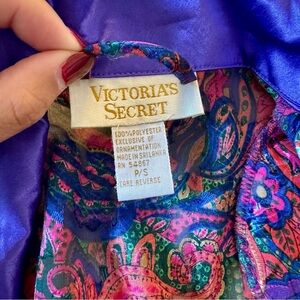 VICTORIA'S
SECRET
100% POLYESTER
EXCLUSIVE OF
ORNAMENTATION
MADE IN SRI LANKA
RN 54867
P/S
CARE REVERSE